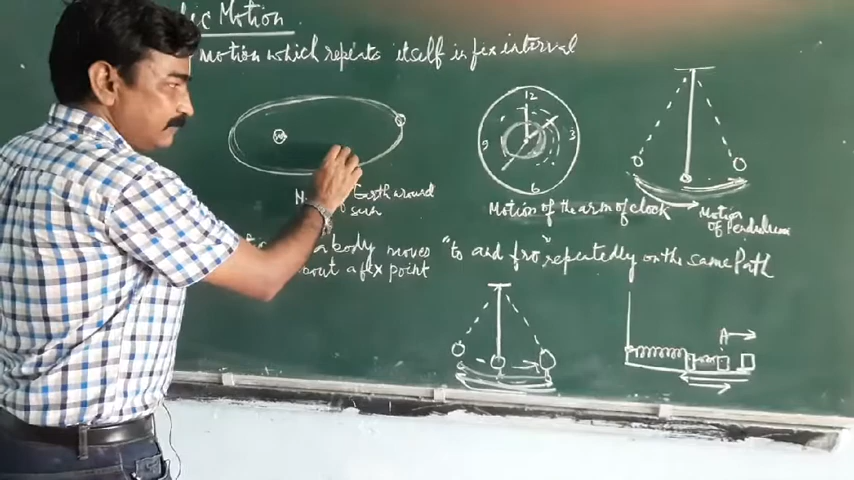 ic Motion
motion which repeats itself in fix interval
12
9
3
6
Earth around
sun
Motion of the arm of clock
Motion
of Pendulum
a body moves "to and fro" repeatedly on the same Path
about a fix point
A